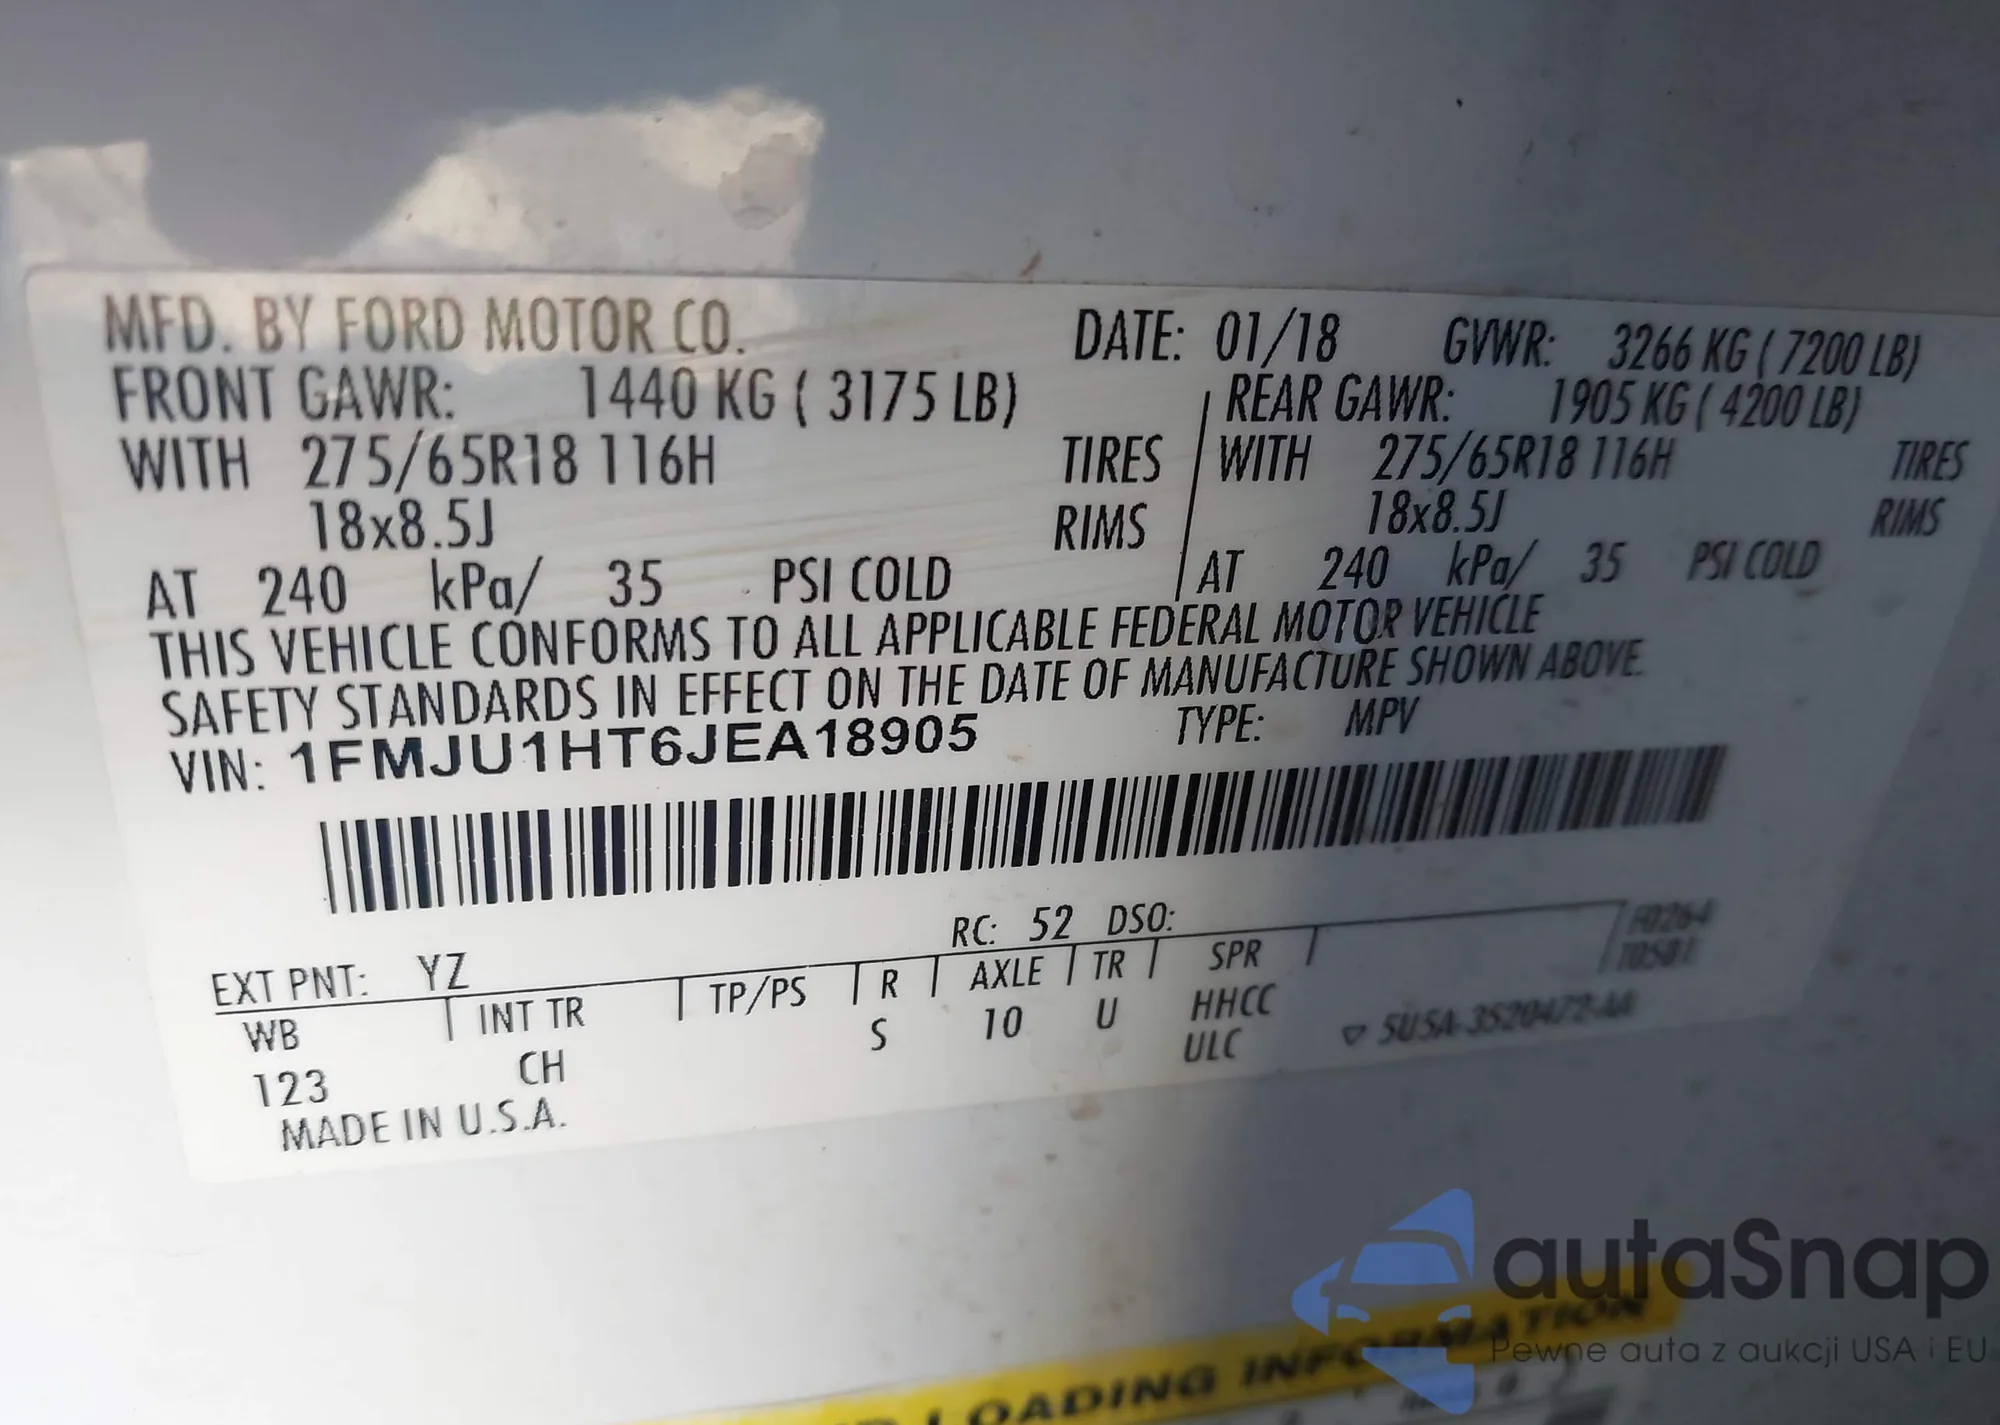 MFD. BY FORD MOTOR CO. DATE: 01/18 GVWR: 3266 KG ( 7200 LB)
FRONT GAWR: 1440 KG ( 3175 LB) REAR GAWR: 1905 KG ( 4200 LB)
WITH 275/65R18 116H TIRES WITH 275/65R18 116H TIRES
18x8.5J RIMS 18x8.5J RIMS
AT 240 kPa/ 35 PSI COLD AT 240 kPa/ 35 PSI COLD
THIS VEHICLE CONFORMS TO ALL APPLICABLE FEDERAL MOTOR VEHICLE
SAFETY STANDARDS IN EFFECT ON THE DATE OF MANUFACTURE SHOWN ABOVE.
VIN: 1FMJU1HT6JEA18905 TYPE: MPV
EXT PNT: YZ RC: 52 DSO:
WB INT TR TP/PS R AXLE TR SPR
123 CH S 10 U HHCC
ULC
MADE IN U.S.A.
LOADING INFORMATION
autaSnap
Pewne auta z aukcji USA i EU